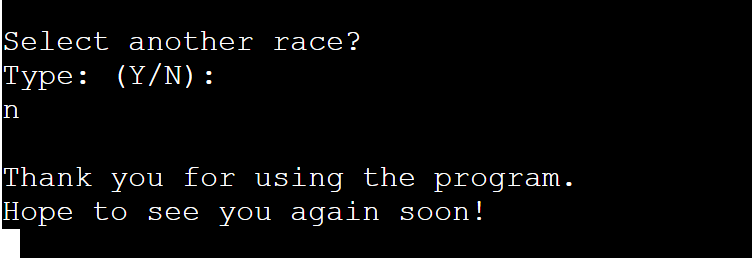 Select another race?
Type: (Y/N):
n
Thank you for using the program.
Hope to see you again soon!